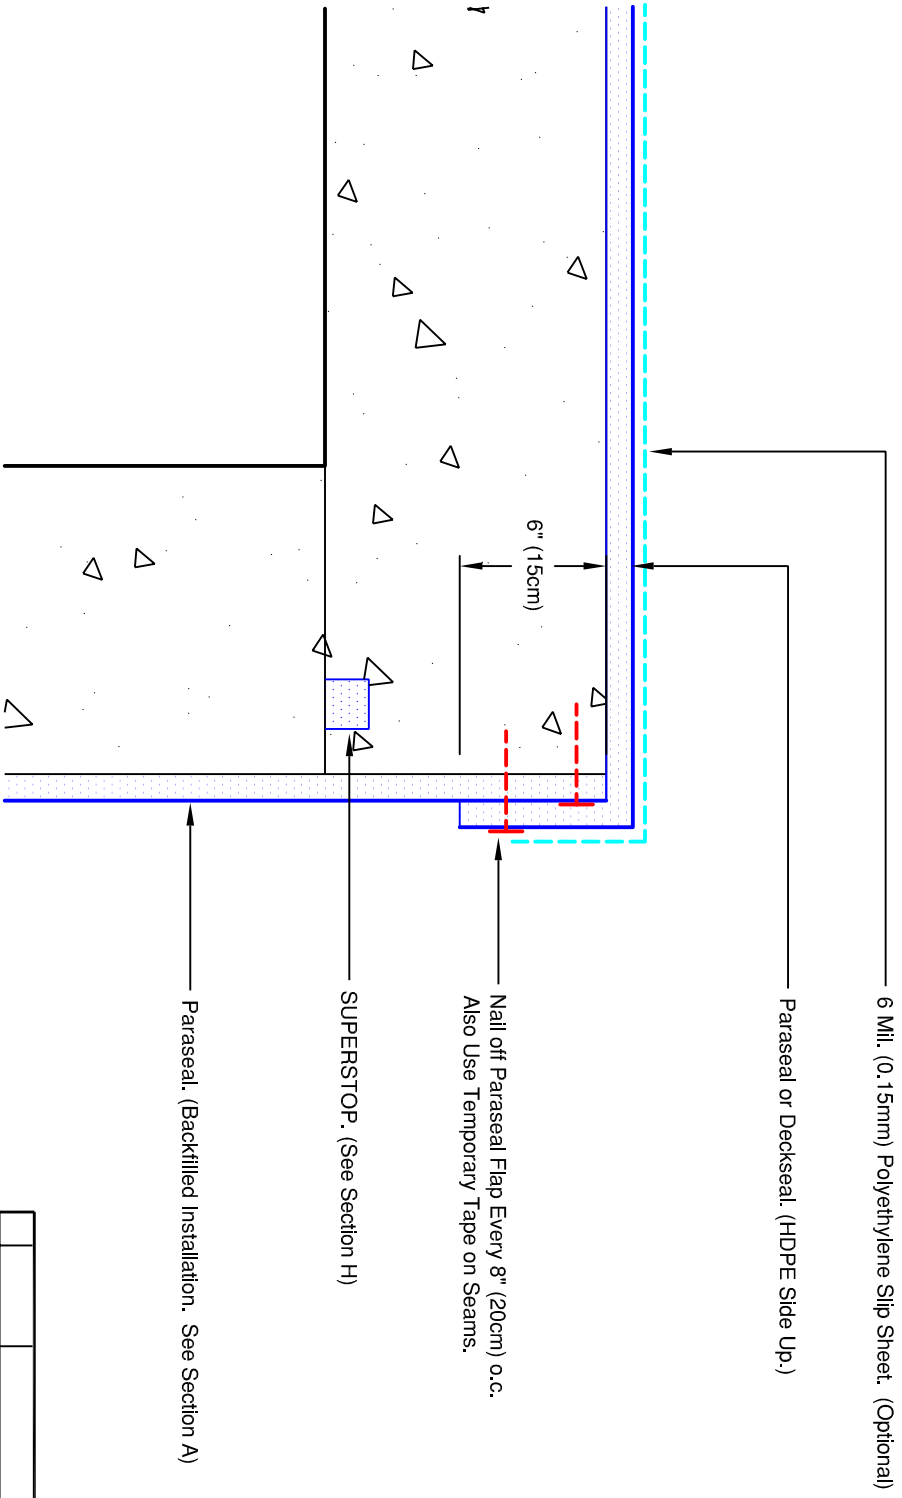 6 Mil. (0.15mm) Polyethylene Slip Sheet. (Optional)
Paraseal or Deckseal. (HDPE Side Up.)
6" (15cm)
Nail off Paraseal Flap Every 8" (20cm) o.c.
Also Use Temporary Tape on Seams.
SUPERSTOP. (See Section H)
Paraseal. (Backfilled Installation. See Section A)